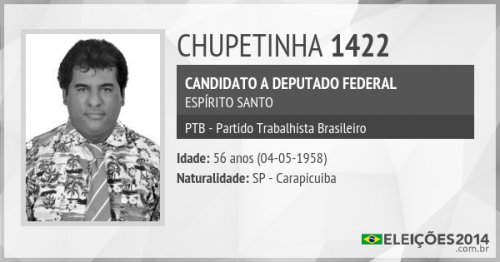 CHUPETINHA 1422
CANDIDATO A DEPUTADO FEDERAL
ESPÍRITO SANTO
PTB - Partido Trabalhista Brasileiro
Idade: 56 anos (04-05-1958)
Naturalidade: SP - Carapicuiba
ELEIÇÕES2014
.com.br